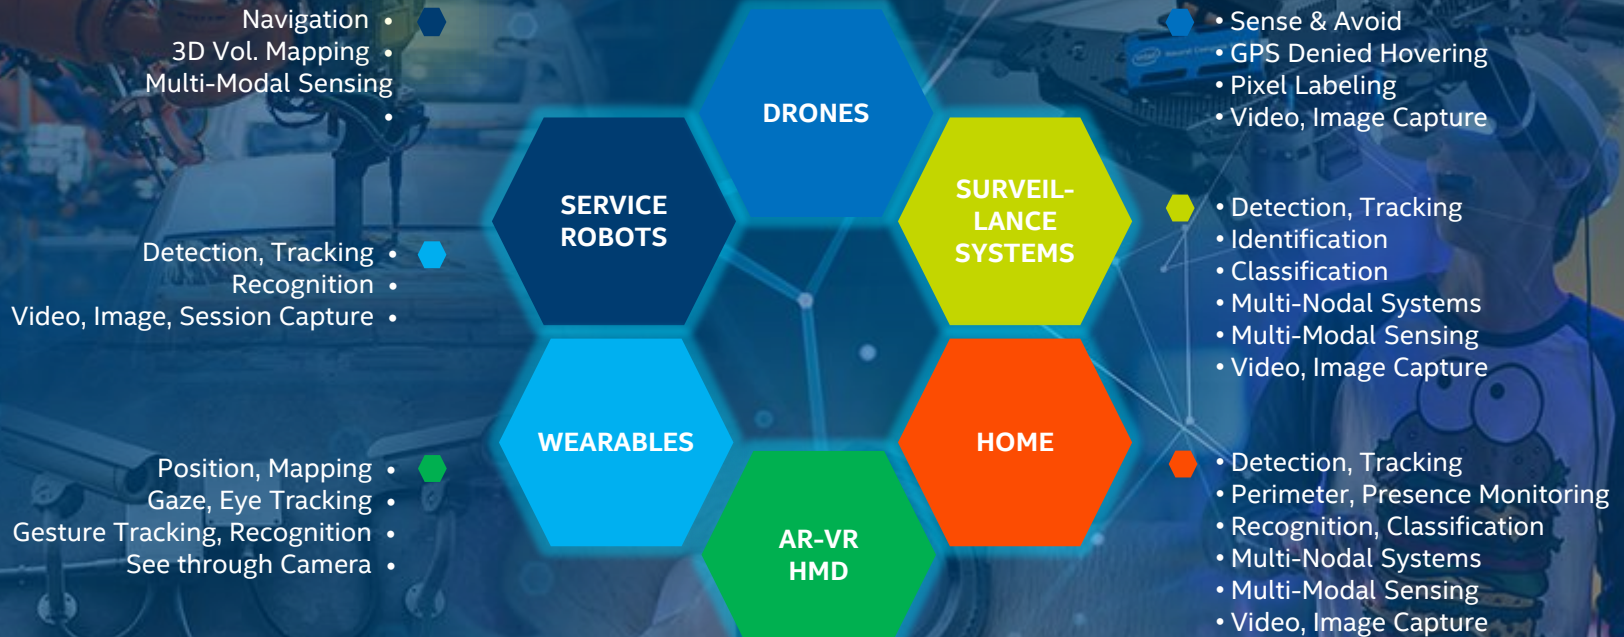 Navigation •
3D Vol. Mapping •
Multi-Modal Sensing
•
Detection, Tracking •
Recognition •
Video, Image, Session Capture •
Position, Mapping •
Gaze, Eye Tracking •
Gesture Tracking, Recognition •
See through Camera •
DRONES
SERVICE
ROBOTS
SURVEIL-
LANCE
SYSTEMS
WEARABLES
HOME
AR-VR
HMD
• Sense & Avoid
• GPS Denied Hovering
• Pixel Labeling
• Video, Image Capture
• Detection, Tracking
• Identification
• Classification
• Multi-Nodal Systems
• Multi-Modal Sensing
• Video, Image Capture
• Detection, Tracking
• Perimeter, Presence Monitoring
• Recognition, Classification
• Multi-Nodal Systems
• Multi-Modal Sensing
• Video, Image Capture